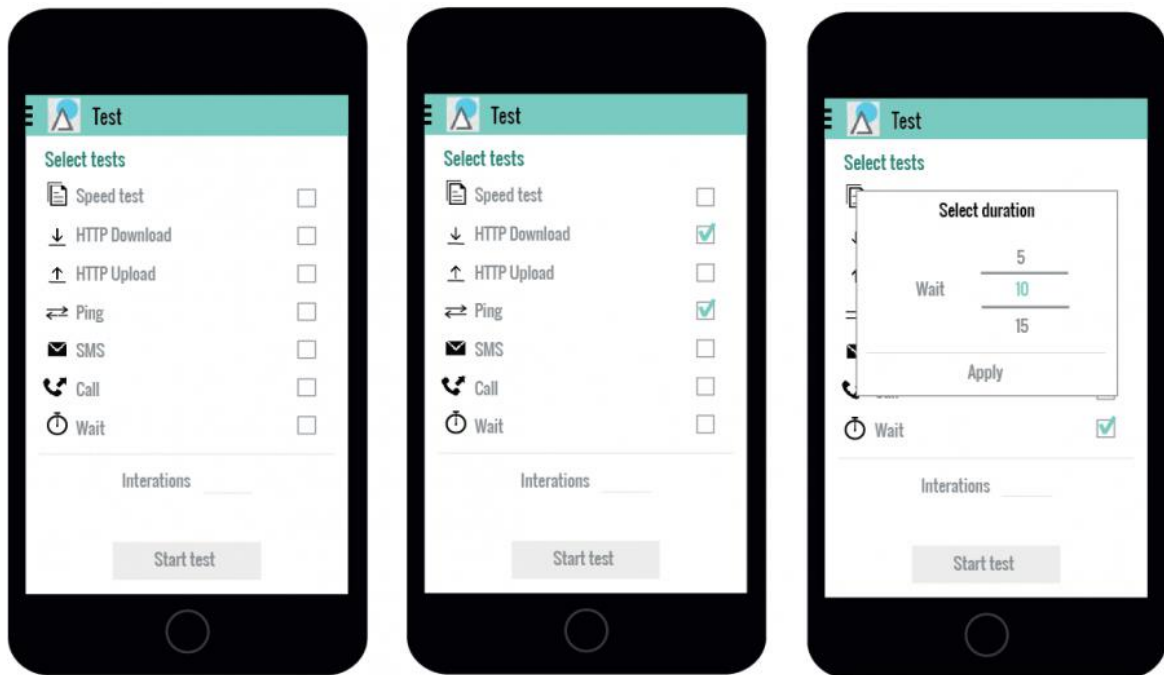 Test
Select tests
Speed test
HTTP Download
HTTP Upload
Ping
SMS
Call
Wait
Interations
Start test
Test
Select tests
Speed test
HTTP Download
HTTP Upload
Ping
SMS
Call
Wait
Interations
Start test
Test
Select tests
Select duration
5
Wait 10
15
Apply
Wait
Interations
Start test